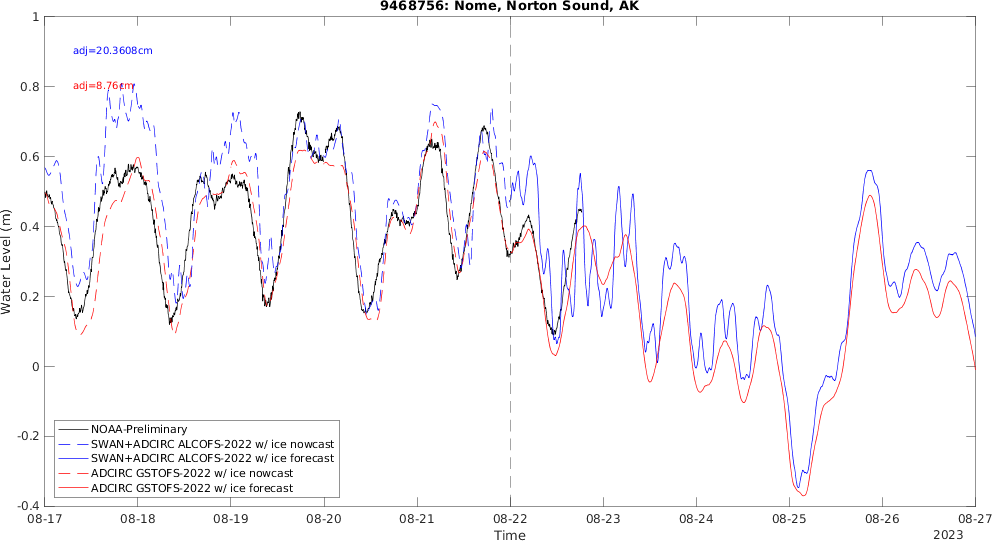 9468756: Nome, Norton Sound, AK
adj=20.3608cm
adj=8.76cm
Water Level (m)
1
0.8
0.6
0.4
0.2
0
-0.2
-0.4
NOAA-Preliminary
SWAN+ADCIRC ALCOFS-2022 w/ ice nowcast
SWAN+ADCIRC ALCOFS-2022 w/ ice forecast
ADCIRC GSTOFS-2022 w/ ice nowcast
ADCIRC GSTOFS-2022 w/ ice forecast
08-17 08-18 08-19 08-20 08-21 08-22 08-23 08-24 08-25 08-26 08-27
Time
2023